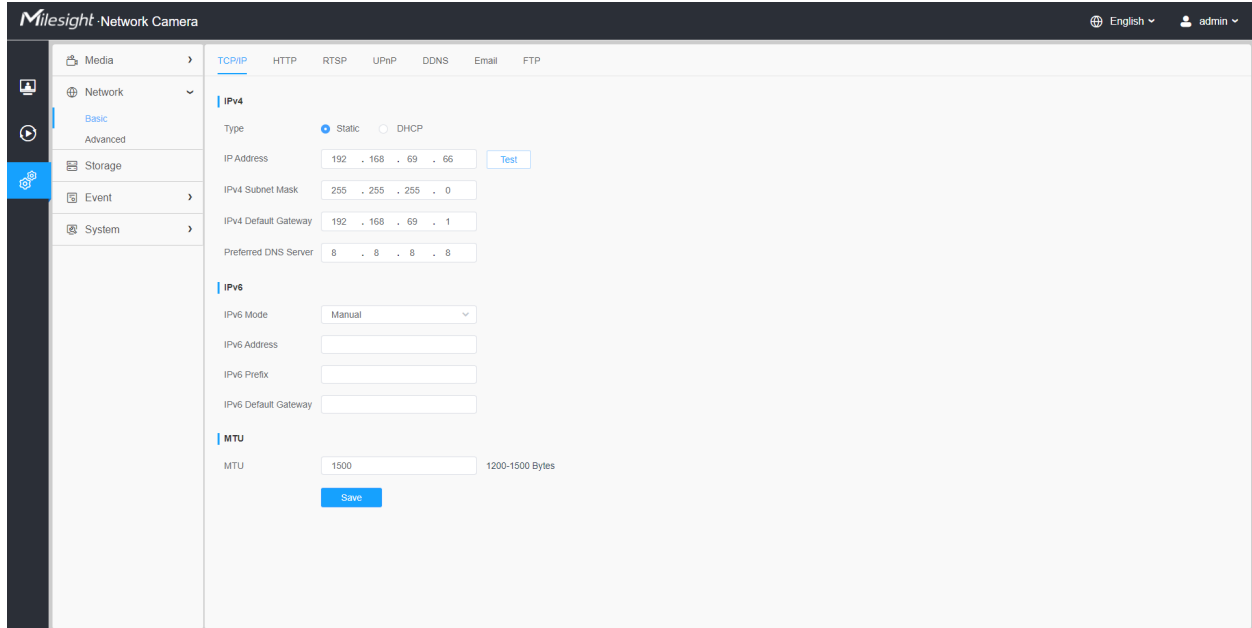 Milesight ·Network Camera
English
admin
Media
Network
Basic
Advanced
Storage
Event
System
TCP/IP HTTP RTSP UPnP DDNS Email FTP
IPv4
Type Static DHCP
IP Address 192 . 168 . 69 . 66 Test
IPv4 Subnet Mask 255 . 255 . 255 . 0
IPv4 Default Gateway 192 . 168 . 69 . 1
Preferred DNS Server 8 . 8 . 8 . 8
IPv6
IPv6 Mode Manual
IPv6 Address
IPv6 Prefix
IPv6 Default Gateway
MTU
MTU 1500 1200-1500 Bytes
Save